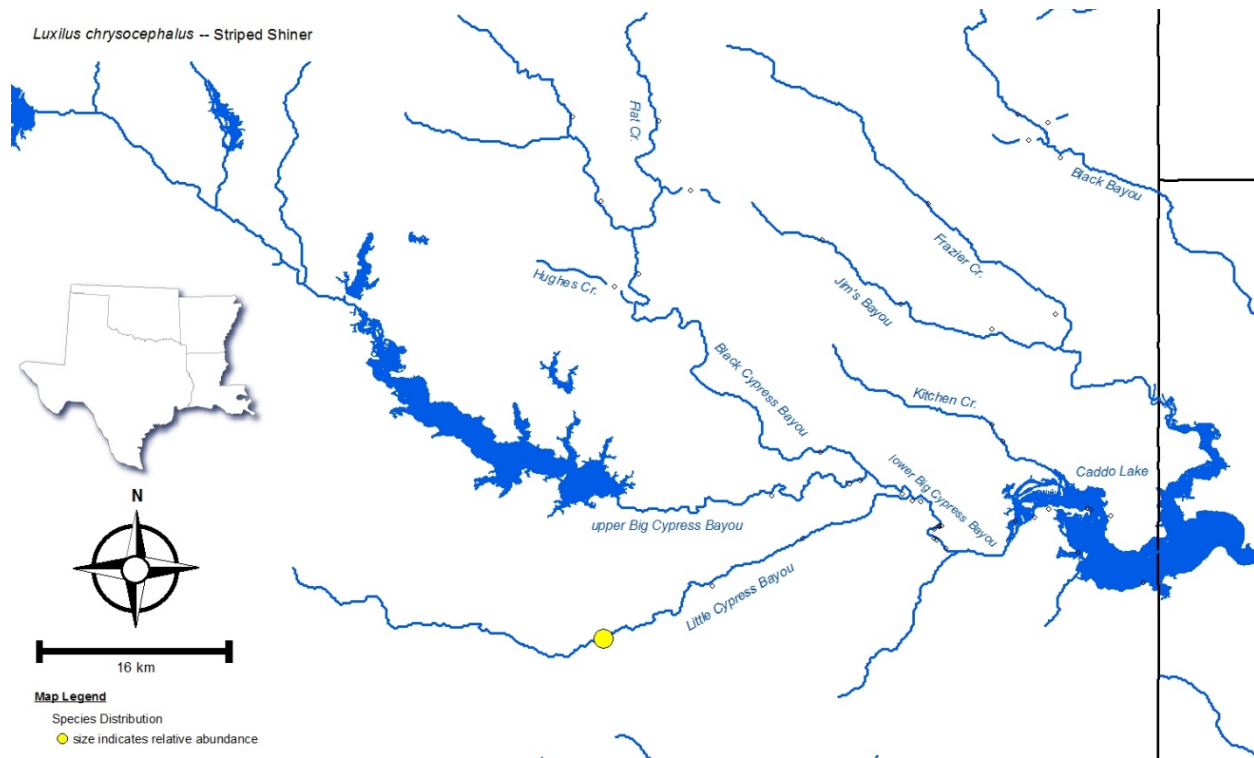 Luxilus chrysocephalus -- Striped Shiner
Flat Cr.
Black Bayou
Frazier Cr.
Hughes Cr.
Jim's Bayou
Black Cypress Bayou
Kitchen Cr.
Caddo Lake
lower Big Cypress Bayou
upper Big Cypress Bayou
Little Cypress Bayou
N
16 km
Map Legend
Species Distribution
size indicates relative abundance